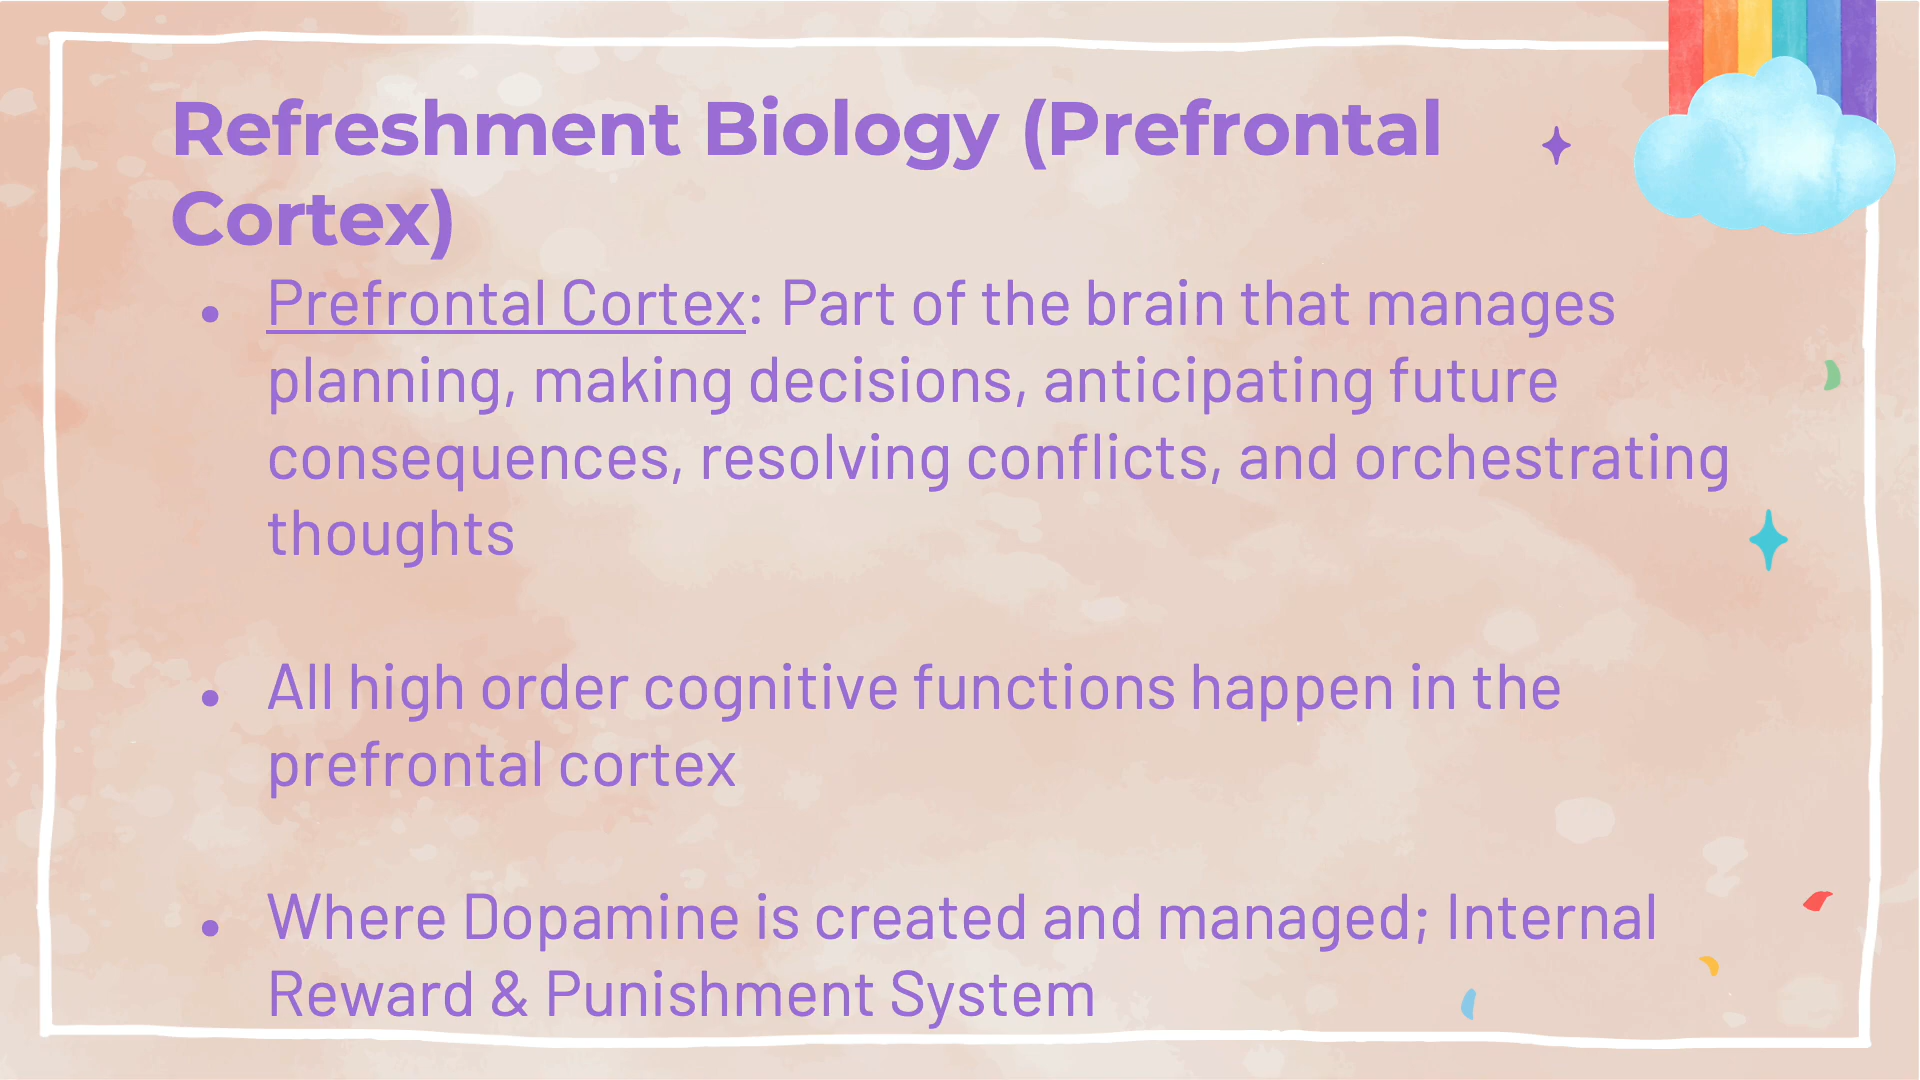 Refreshment Biology (Prefrontal
Cortex)
• Prefrontal Cortex: Part of the brain that manages
planning, making decisions, anticipating future
consequences, resolving conflicts, and orchestrating
thoughts
• All high order cognitive functions happen in the
prefrontal cortex
• Where Dopamine is created and managed; Internal
Reward & Punishment System